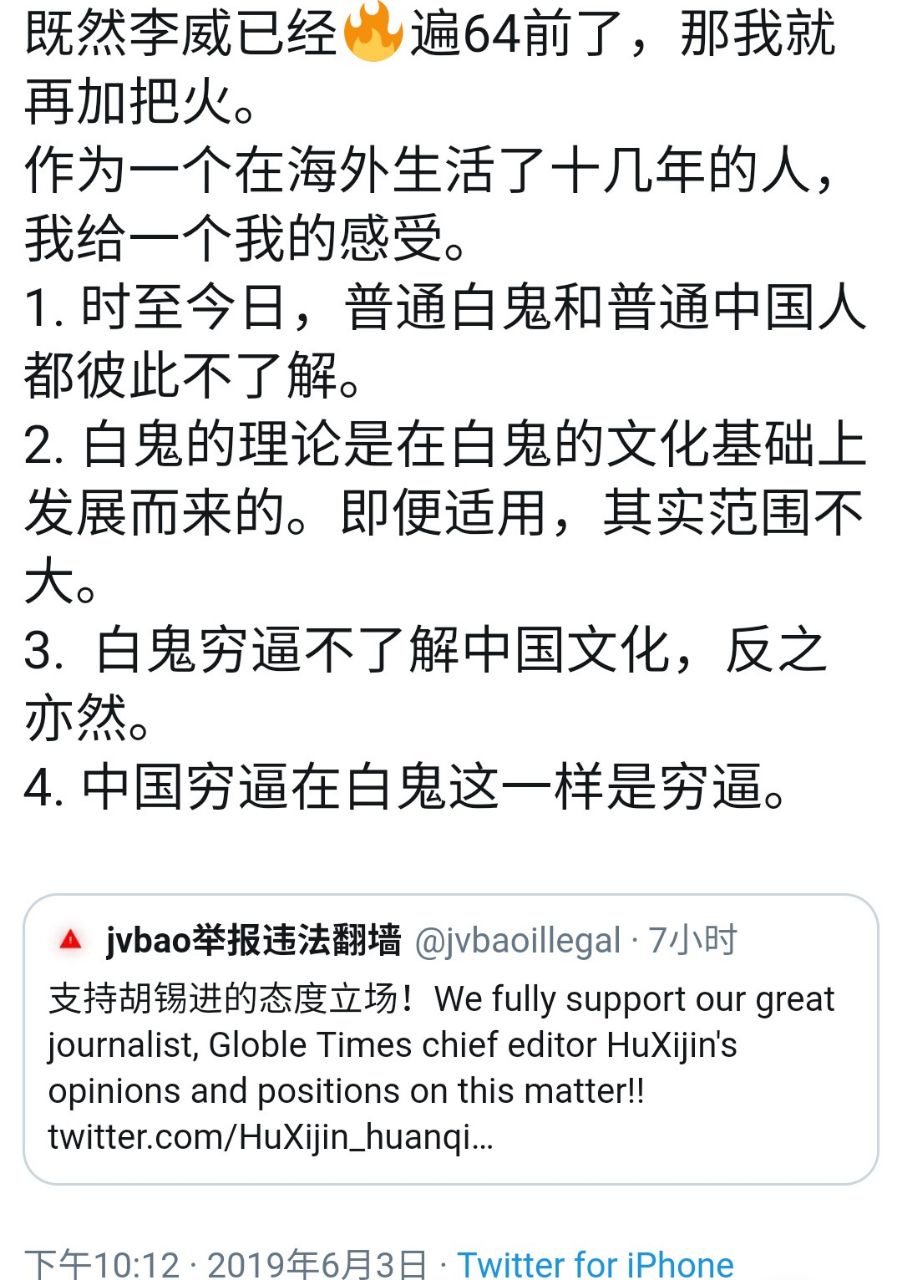 既然李威已经🔥遍64前了，那我就
再加把火。
作为一个在海外生活了十几年的人，
我给一个我的感受。
1. 时至今日，普通白鬼和普通中国人
都彼此不了解。
2. 白鬼的理论是在白鬼的文化基础上
发展而来的。即便适用，其实范围不
大。
3.  白鬼穷逼不了解中国文化，反之
亦然。
4. 中国穷逼在白鬼这一样是穷逼。
jvbao举报违法翻墙 @jvbaoillegal · 7小时
支持胡锡进的态度立场！We fully support our great
journalist, Globle Times chief editor HuXijin's
opinions and positions on this matter!!
twitter.com/HuXijin_huanqi…
下午10:12 · 2019年6月3日 · Twitter for iPhone